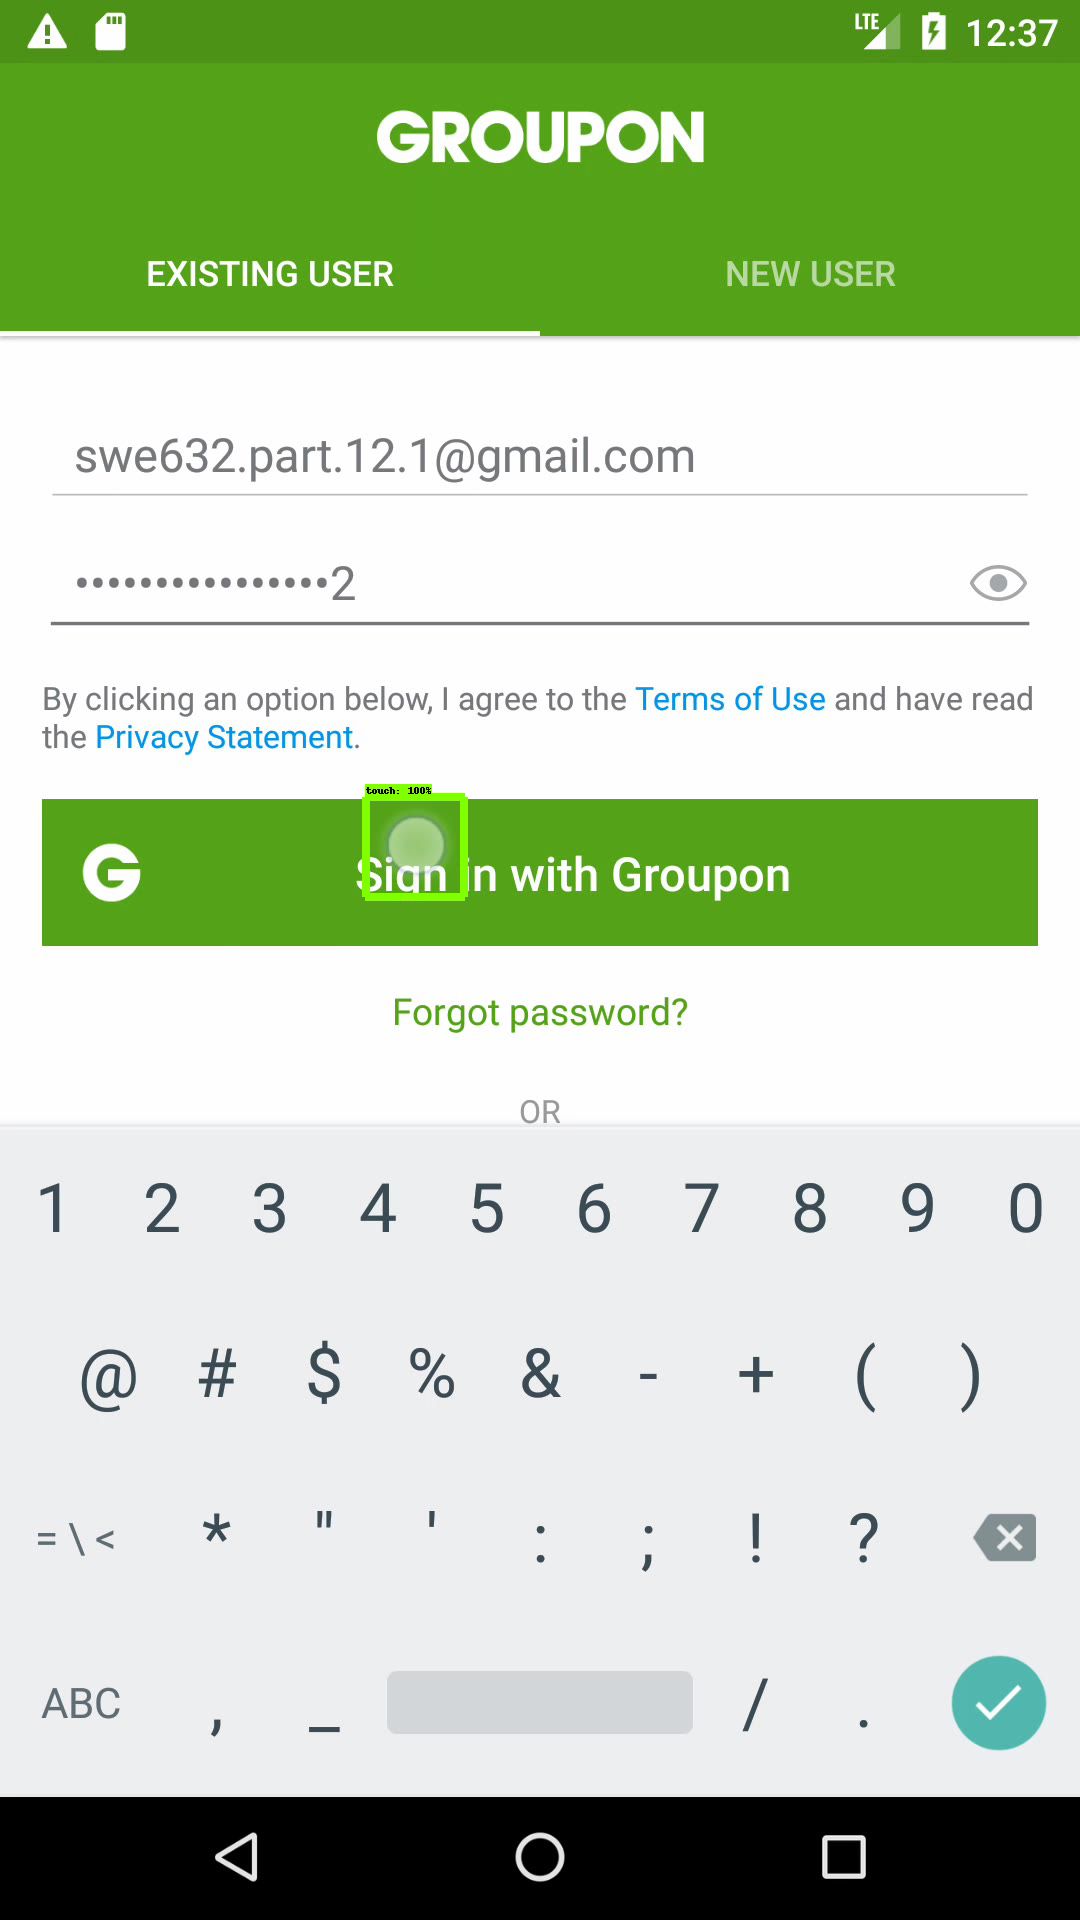 LTE 12:37
GROUPON
EXISTING USER NEW USER
swe632.part.12.1@gmail.com
••••••••••••••••2
By clicking an option below, I agree to the Terms of Use and have read
the Privacy Statement.
touch: 100%
G Sign in with Groupon
Forgot password?
OR
1 2 3 4 5 6 7 8 9 0
@ # $ % & - + ( )
= \ < * " ' : ; ! ?
ABC , _ / .